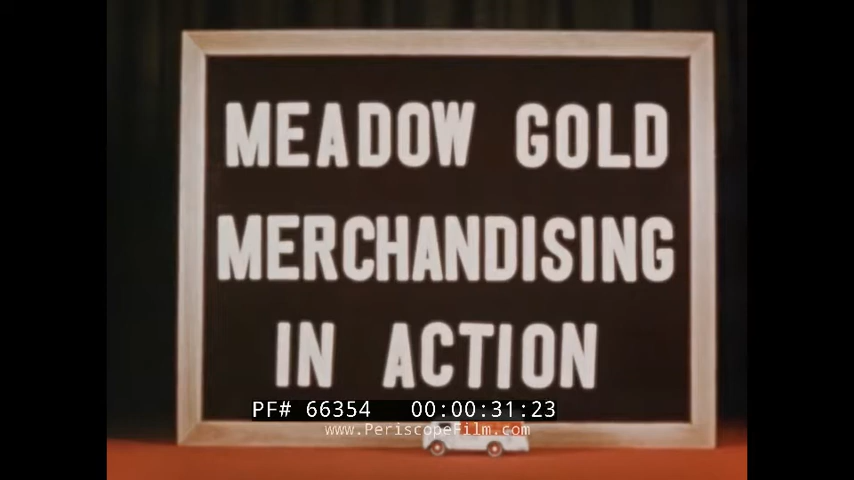 MEADOW GOLD
MERCHANDISING
IN ACTION
PF# 66354 00:00:31:23
www.PeriscopeFilm.com